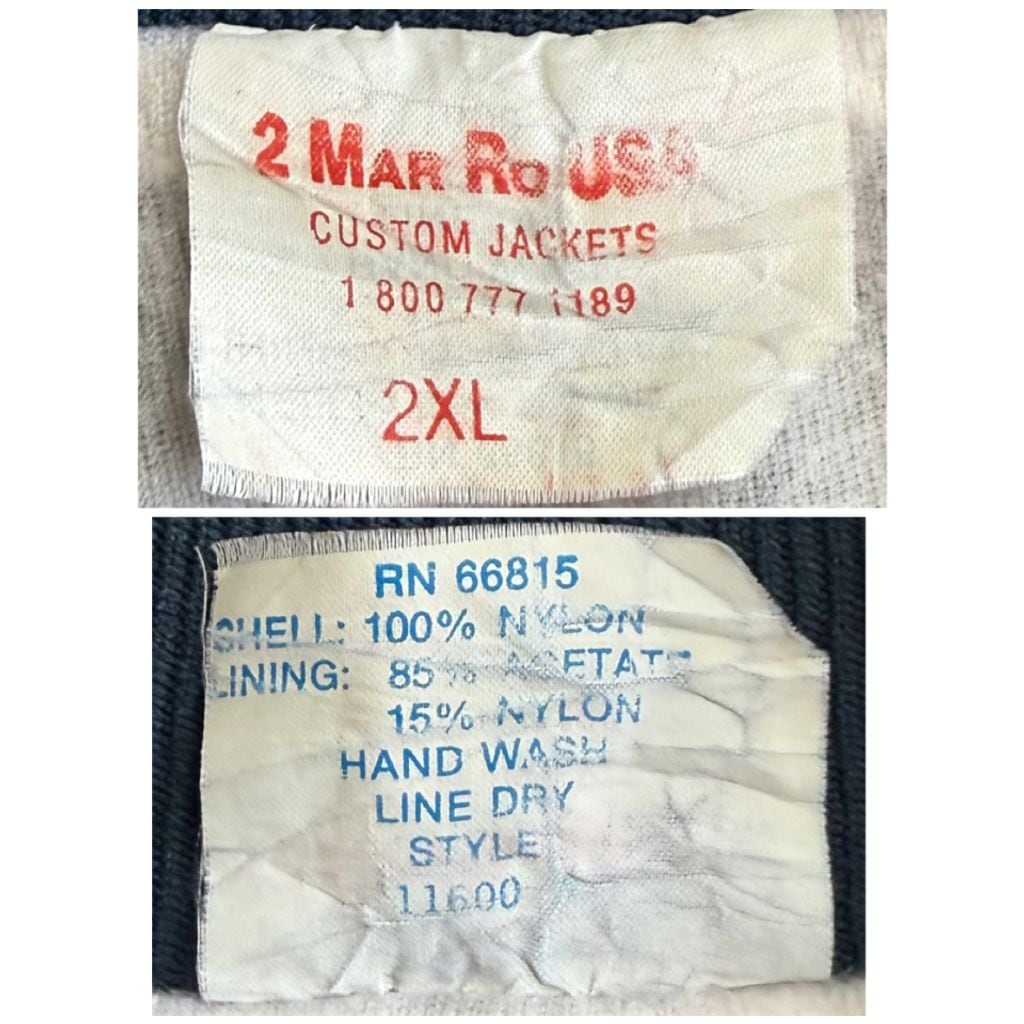 2 MAR RO USA
CUSTOM JACKETS
1 800 777 1189
2XL
RN 66815
SHELL: 100% NYLON
LINING: 85% ACETATE
15% NYLON
HAND WASH
LINE DRY
STYLE
11600